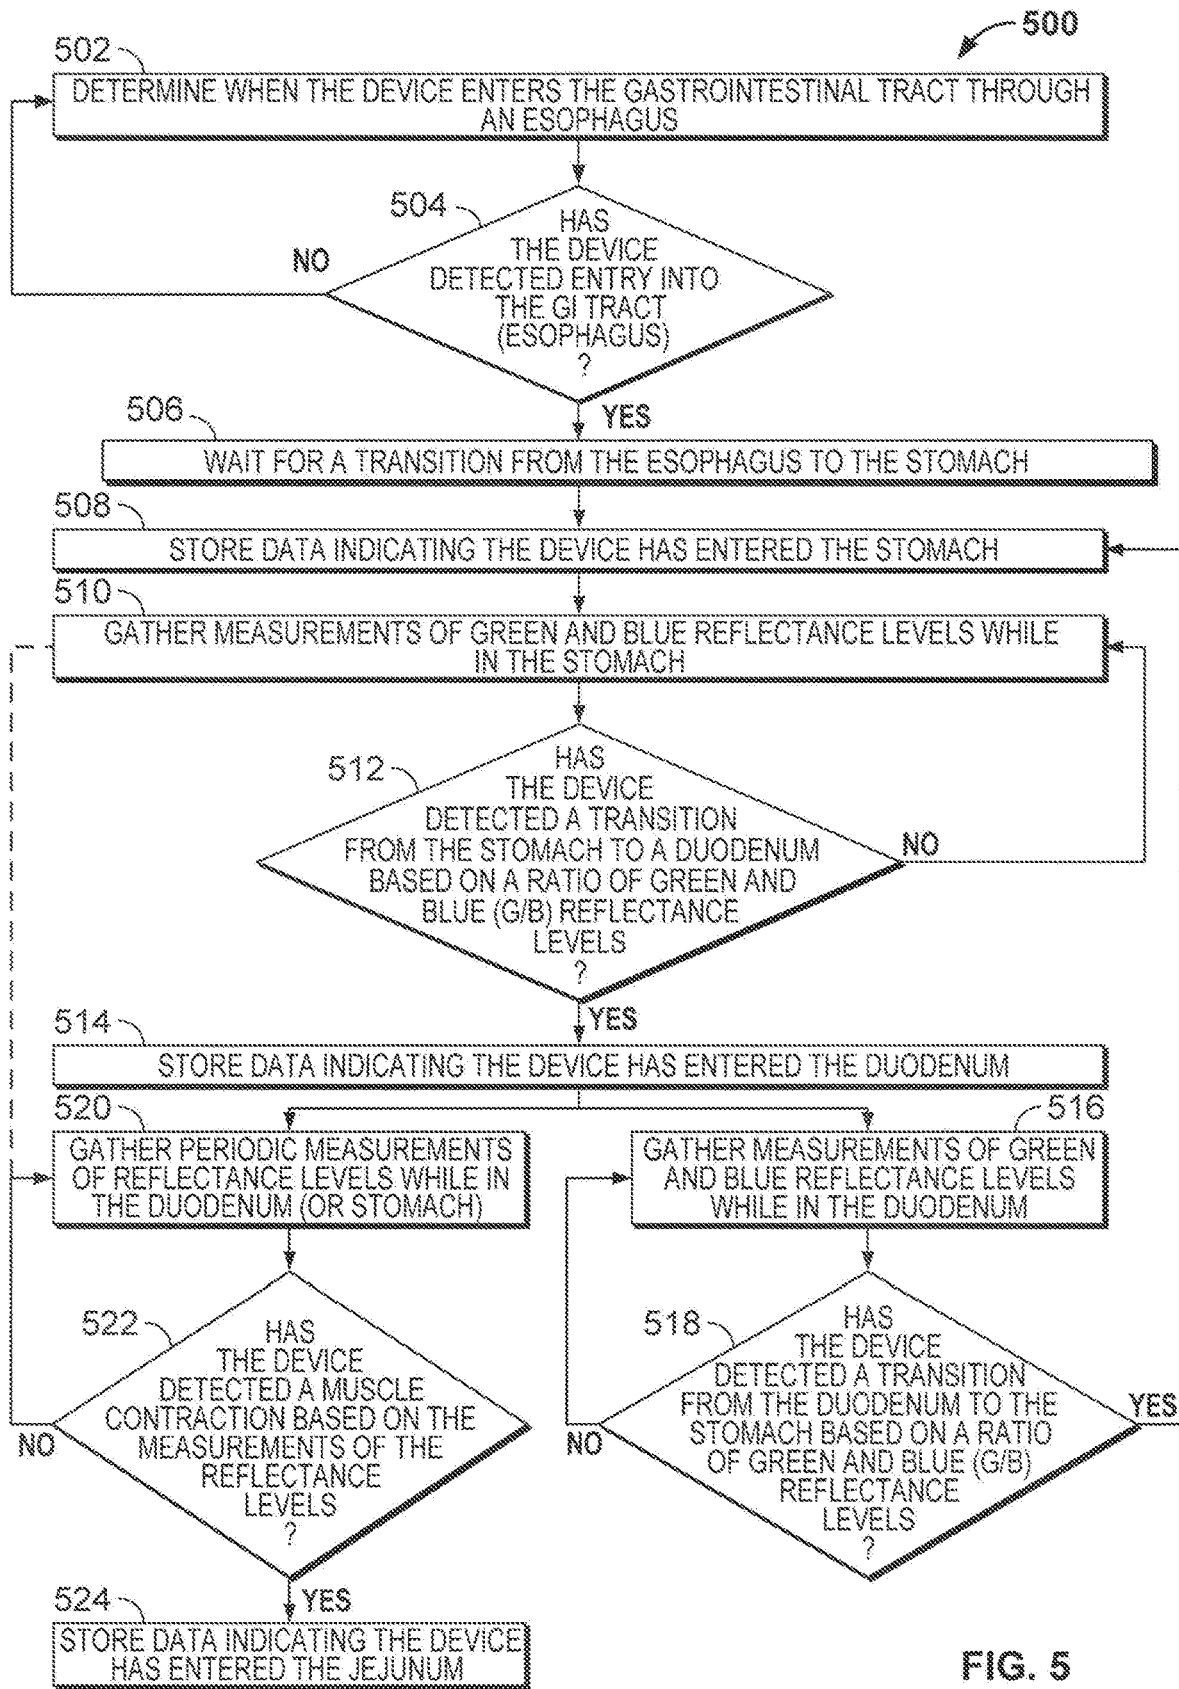 500
502
DETERMINE WHEN THE DEVICE ENTERS THE GASTROINTESTINAL TRACT THROUGH
AN ESOPHAGUS
504
HAS
THE DEVICE
DETECTED ENTRY INTO
THE GI TRACT
(ESOPHAGUS)
?
NO
YES
506
WAIT FOR A TRANSITION FROM THE ESOPHAGUS TO THE STOMACH
508
STORE DATA INDICATING THE DEVICE HAS ENTERED THE STOMACH
510
GATHER MEASUREMENTS OF GREEN AND BLUE REFLECTANCE LEVELS WHILE
IN THE STOMACH
512
HAS
THE DEVICE
DETECTED A TRANSITION
FROM THE STOMACH TO A DUODENUM
BASED ON A RATIO OF GREEN AND
BLUE (G/B) REFLECTANCE
LEVELS
?
NO
YES
514
STORE DATA INDICATING THE DEVICE HAS ENTERED THE DUODENUM
520
GATHER PERIODIC MEASUREMENTS
OF REFLECTANCE LEVELS WHILE IN
THE DUODENUM (OR STOMACH)
516
GATHER MEASUREMENTS OF GREEN
AND BLUE REFLECTANCE LEVELS
WHILE IN THE DUODENUM
522
HAS
THE DEVICE
DETECTED A MUSCLE
CONTRACTION BASED ON THE
MEASUREMENTS OF THE
REFLECTANCE
LEVELS
?
NO
YES
518
HAS
THE DEVICE
DETECTED A TRANSITION
FROM THE DUODENUM TO THE
STOMACH BASED ON A RATIO
OF GREEN AND BLUE (G/B)
REFLECTANCE
LEVELS
?
NO
YES
524
STORE DATA INDICATING THE DEVICE
HAS ENTERED THE JEJUNUM
FIG. 5